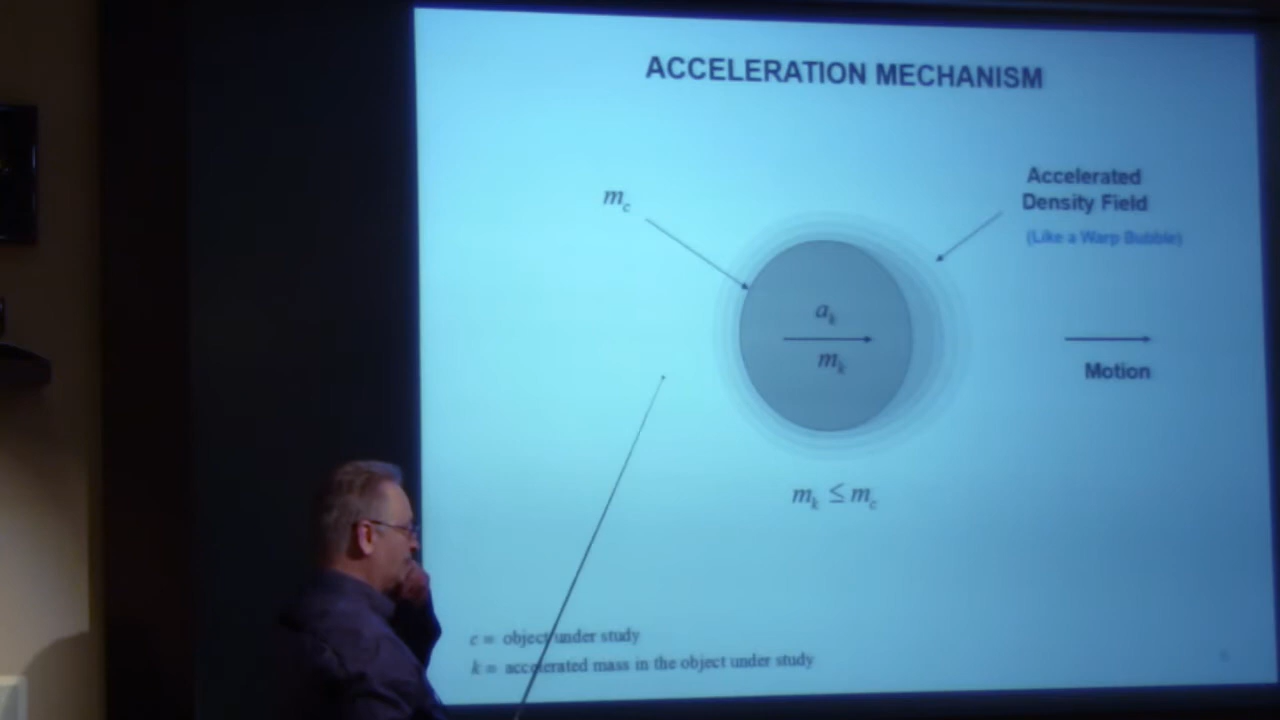 ACCELERATION MECHANISM
Accelerated
Density Field
(Like a Warp Bubble)
m_c
a_k
m_k
Motion
m_k ≤ m_c
c = object under study
k = accelerated mass in the object under study